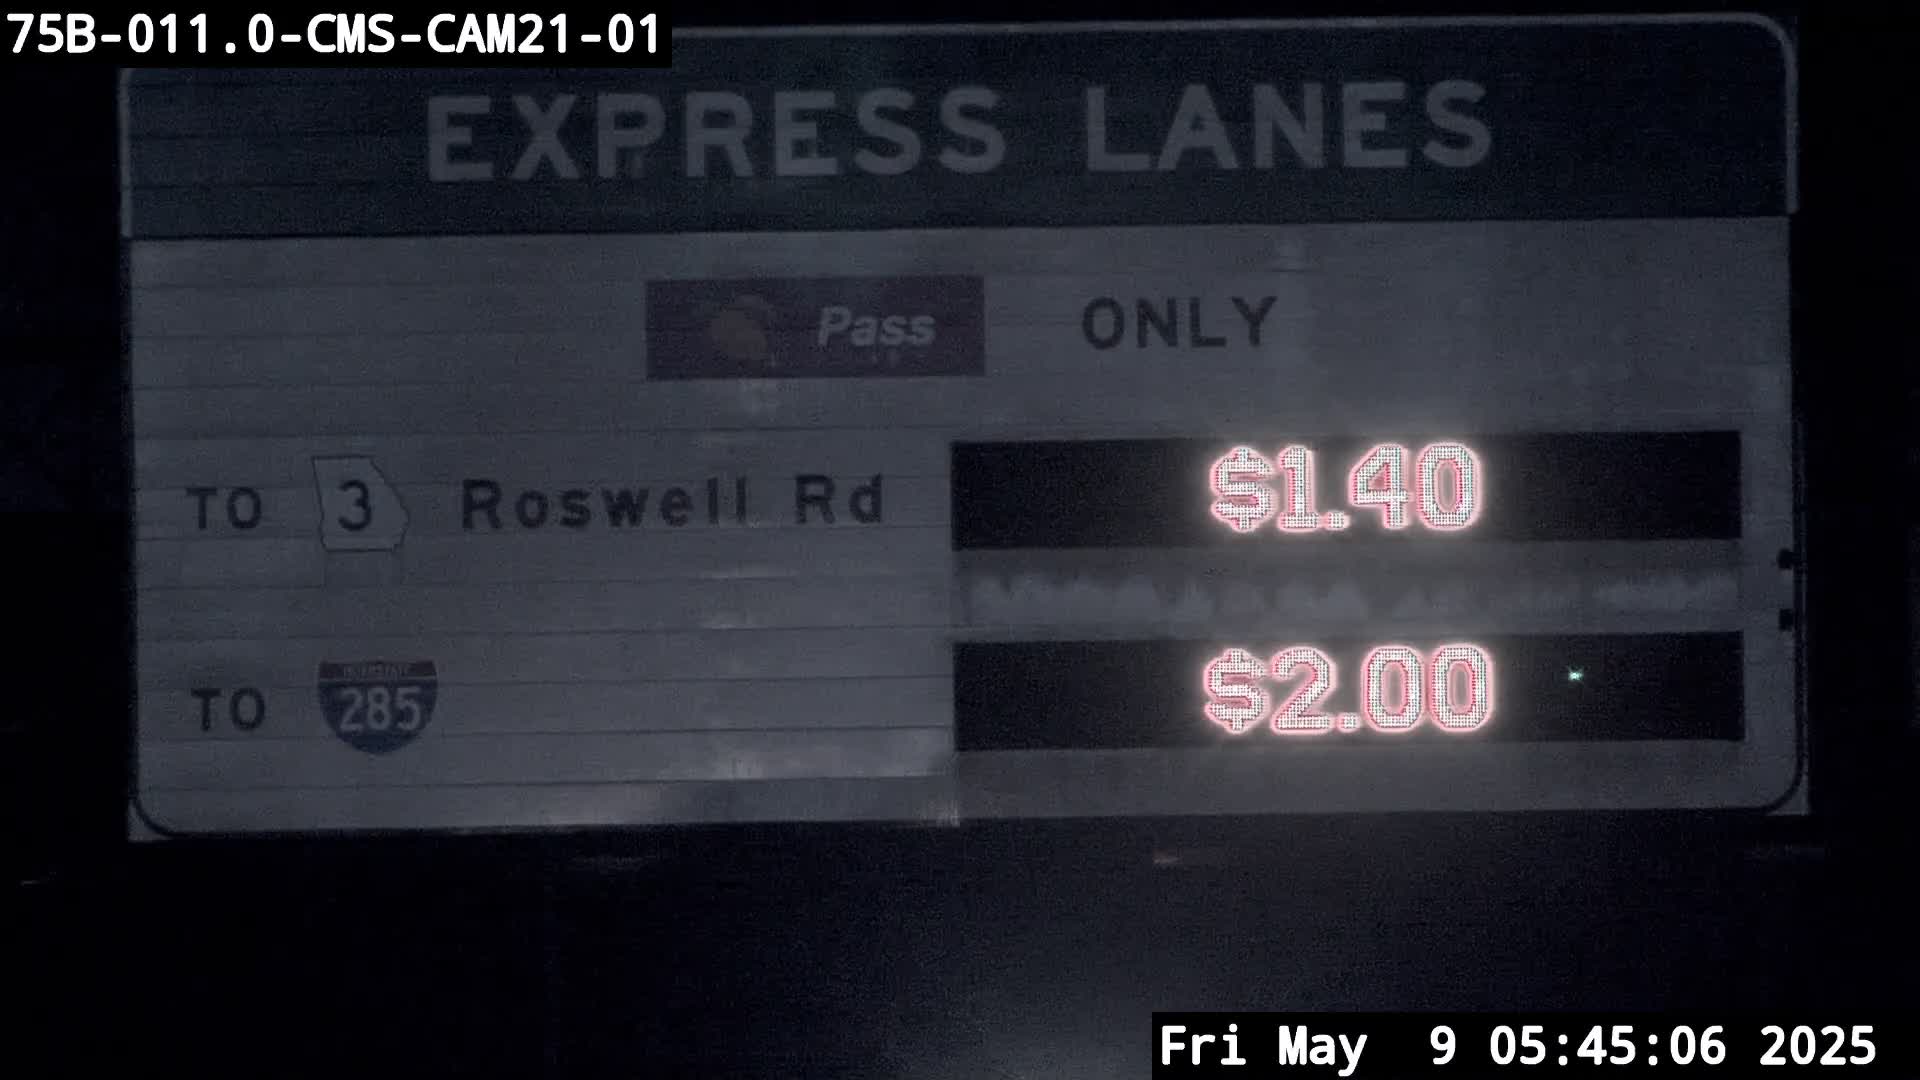 75B-011.0-CMS-CAM21-01
EXPRESS LANES
Pass ONLY
TO 3 Roswell Rd $1.40
TO 285 $2.00
Fri May 9 05:45:06 2025